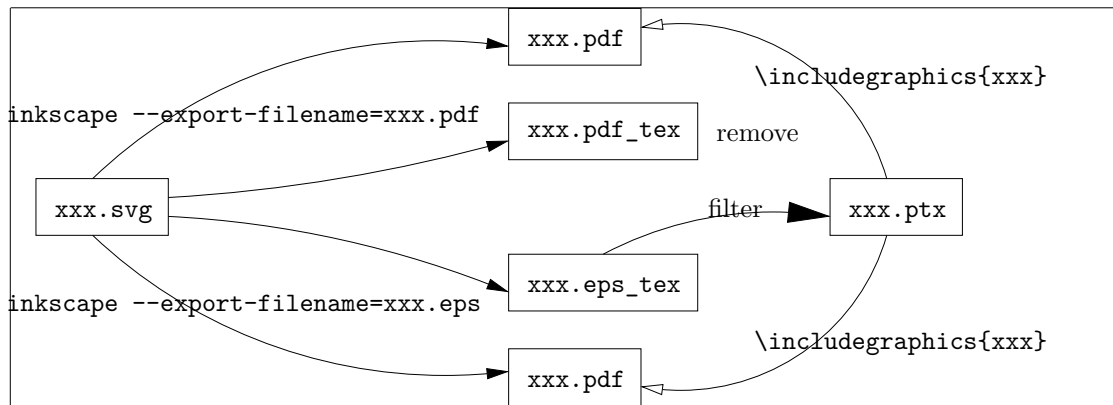 xxx.pdf
\includegraphics{xxx}
inkscape --export-filename=xxx.pdf
xxx.pdf_tex
remove
xxx.svg
filter
xxx.ptx
xxx.eps_tex
inkscape --export-filename=xxx.eps
\includegraphics{xxx}
xxx.pdf